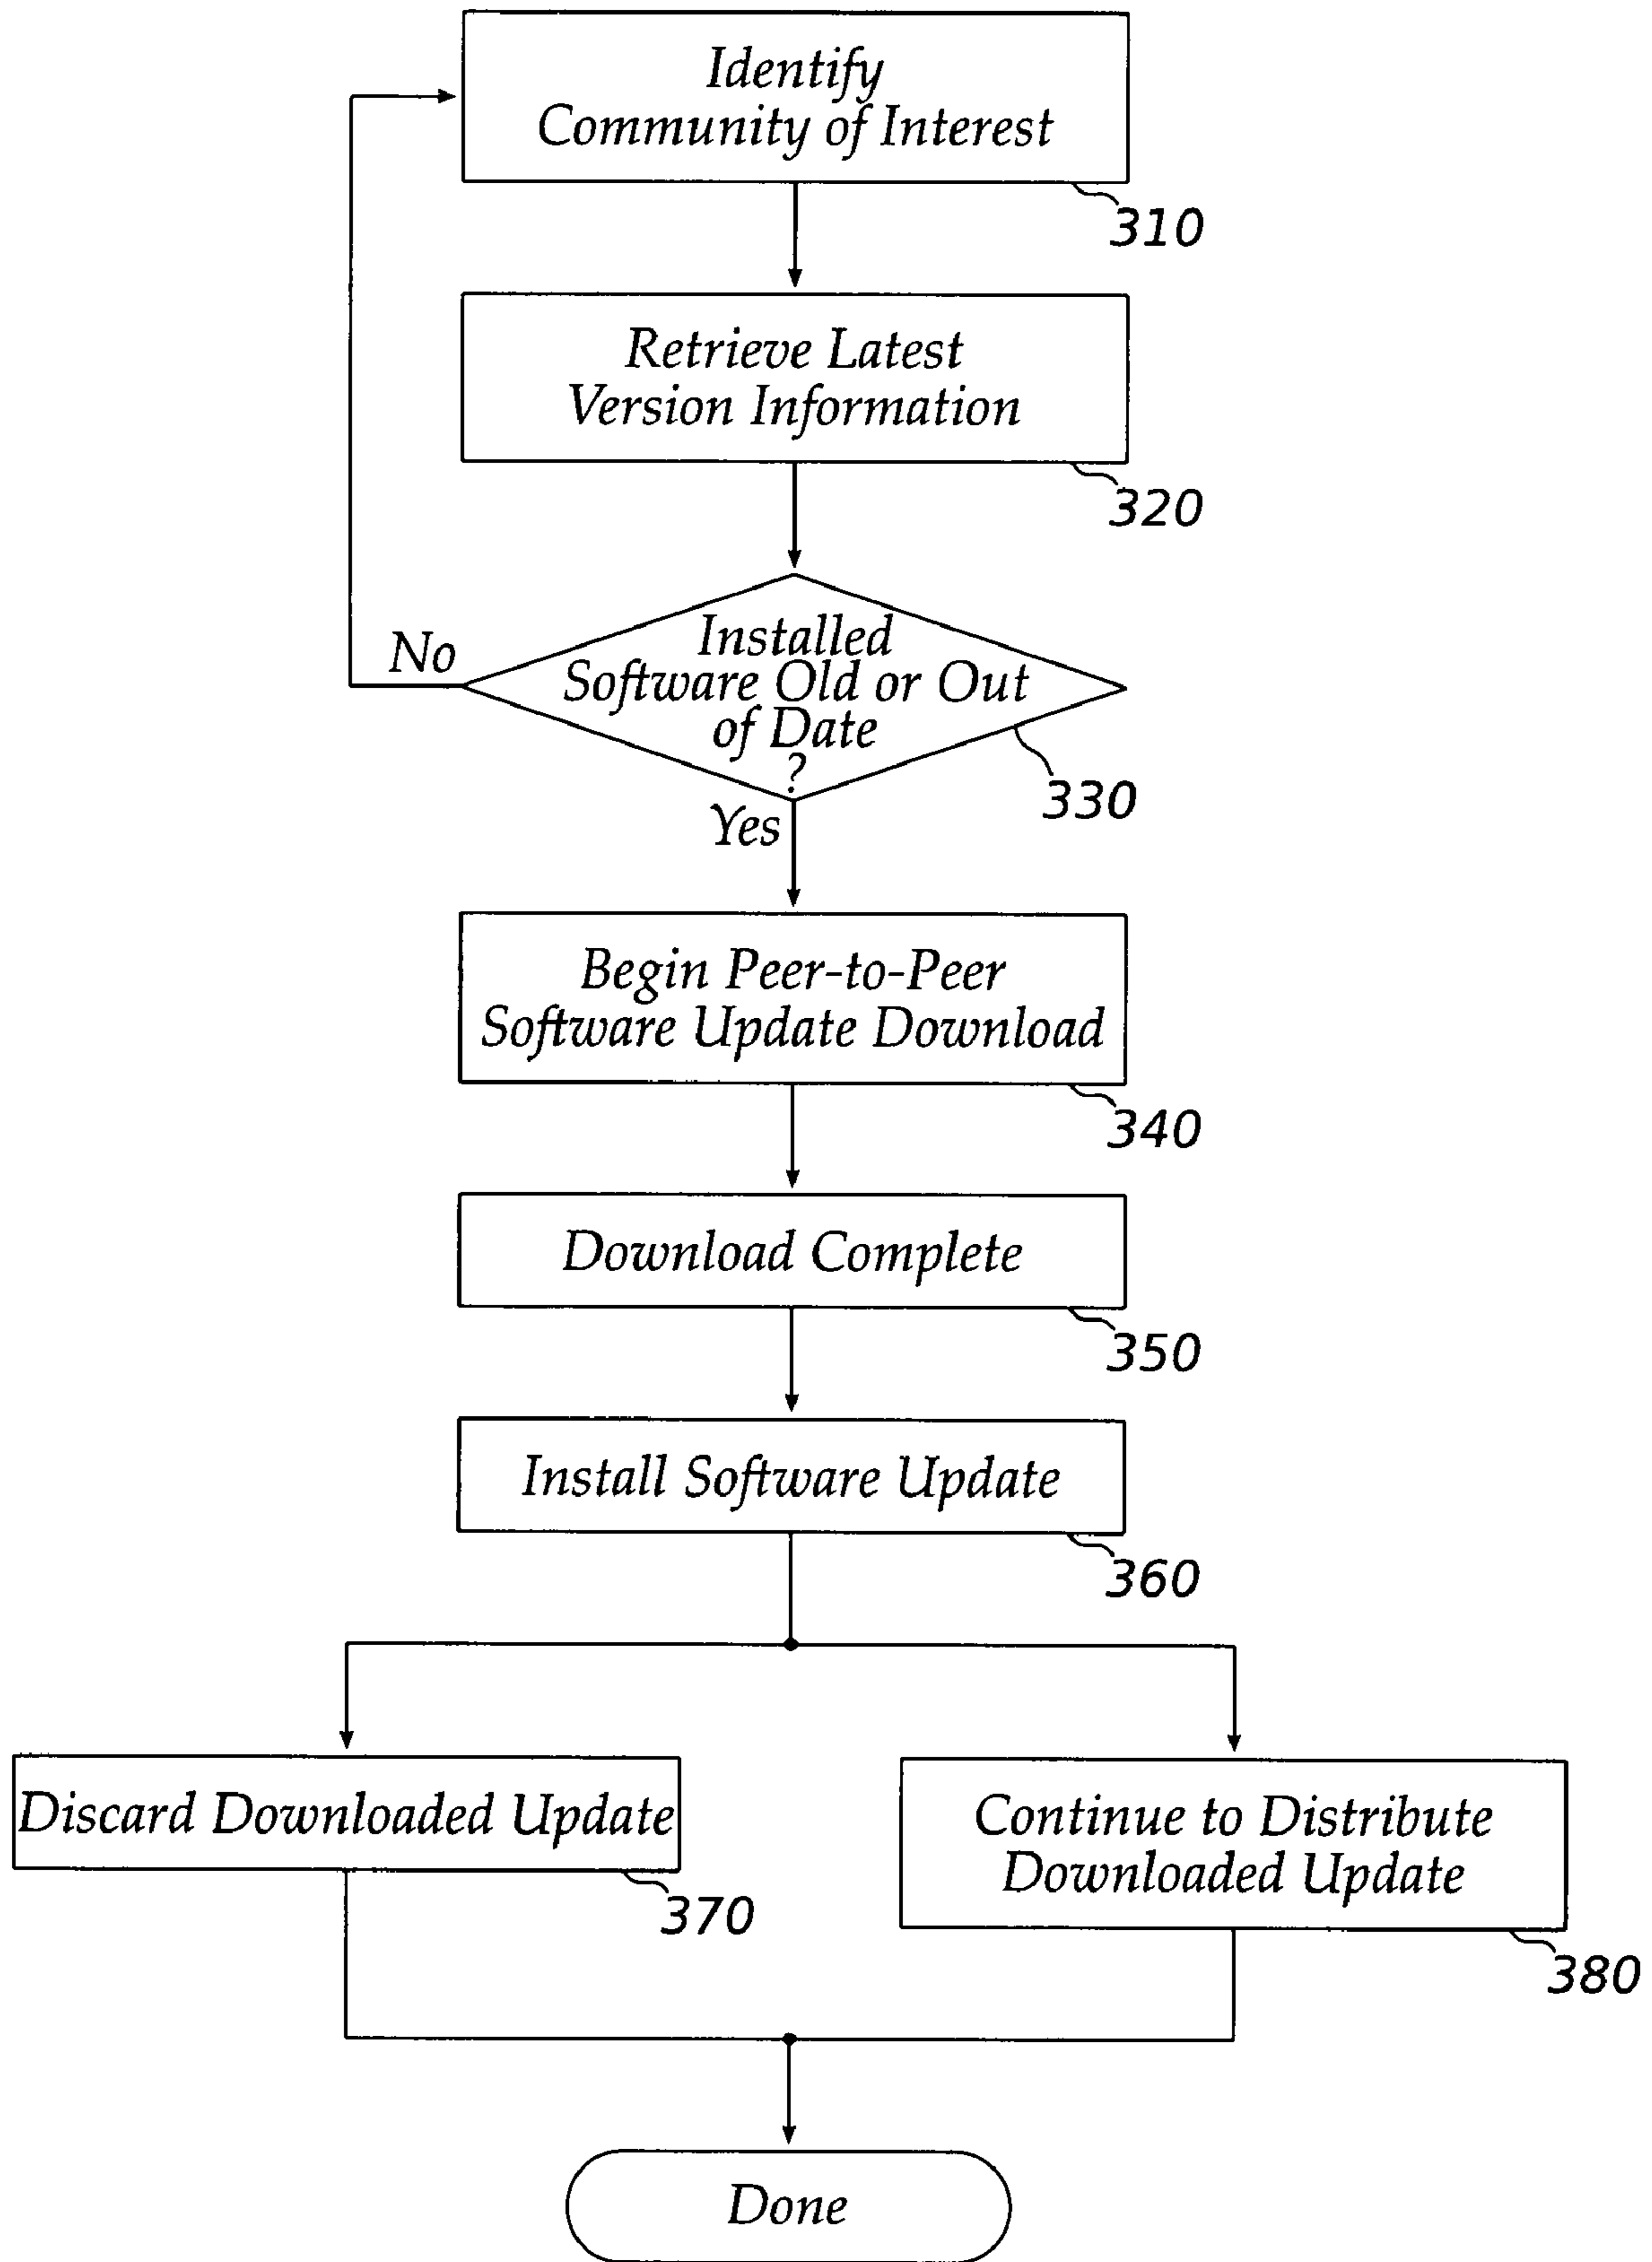 Identify
Community of Interest
310
Retrieve Latest
Version Information
320
Installed
Software Old or Out
of Date
?
330
No
Yes
Begin Peer-to-Peer
Software Update Download
340
Download Complete
350
Install Software Update
360
Discard Downloaded Update
370
Continue to Distribute
Downloaded Update
380
Done